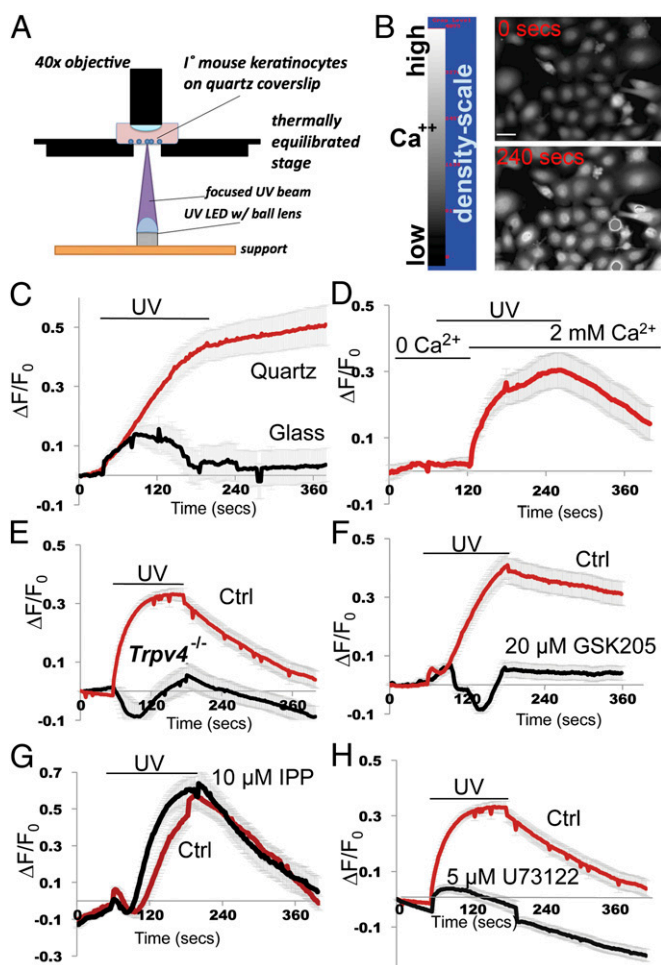 A
40x objective
I° mouse keratinocytes
on quartz coverslip
thermally
equilibrated
stage
focused UV beam
UV LED w/ ball lens
support
B
high
Ca++
low
density-scale
0 secs
240 secs
C
UV
0.5
0.3
0.1
-0.1
ΔF/F0
Quartz
Glass
0
120
240
360
Time (secs)
D
UV
0 Ca2+
2 mM Ca2+
0.5
0.3
0.1
-0.1
ΔF/F0
0
120
240
360
Time (secs)
E
UV
Ctrl
Trpv4-/-
0.5
0.3
0.1
-0.1
ΔF/F0
0
120
240
360
Time (secs)
F
UV
Ctrl
20 µM GSK205
0.5
0.3
0.1
-0.1
ΔF/F0
0
120
240
360
Time (secs)
G
UV
10 µM IPP
Ctrl
0.7
0.5
0.3
0.1
-0.1
ΔF/F0
0
120
240
360
Time (secs)
H
UV
Ctrl
5 µM U73122
0.5
0.3
0.1
-0.1
ΔF/F0
0
120
240
360
Time (secs)